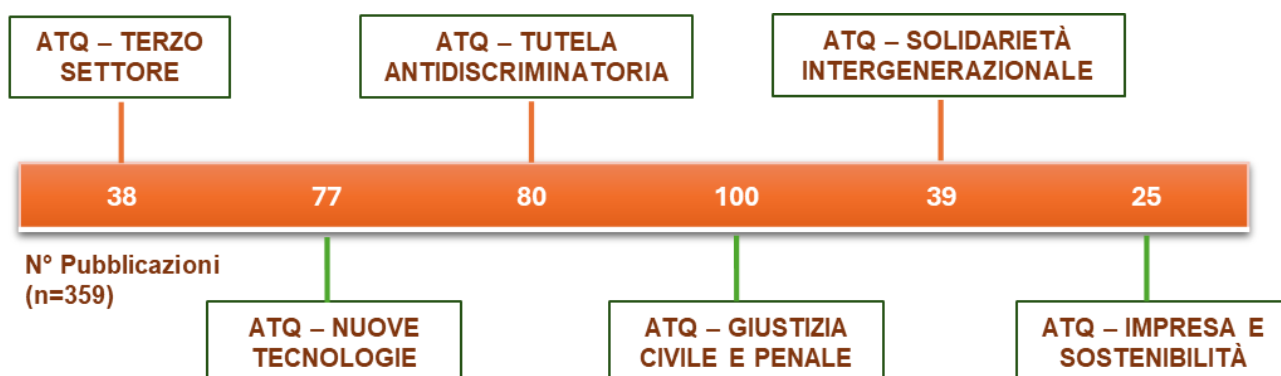 ATQ – TERZO
SETTORE
ATQ – TUTELA
ANTIDISCRIMINATORIA
ATQ – SOLIDARIETÀ
INTERGENERAZIONALE
38 77 80 100 39 25
N° Pubblicazioni
(n=359)
ATQ – NUOVE
TECNOLOGIE
ATQ – GIUSTIZIA
CIVILE E PENALE
ATQ – IMPRESA E
SOSTENIBILITÀ